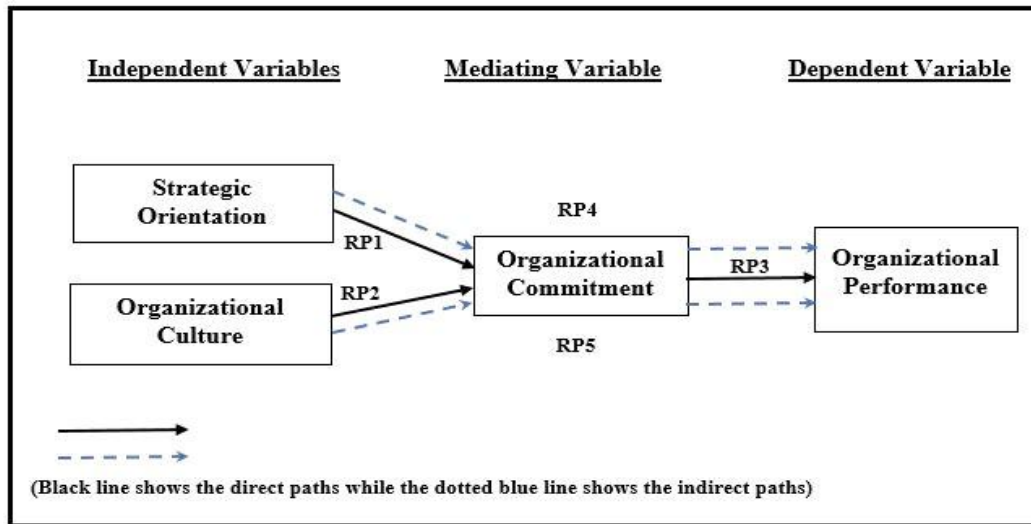 Independent Variables
Mediating Variable
Dependent Variable
Strategic
Orientation
RP1
RP2
Organizational
Culture
RP4
Organizational
Commitment
RP5
RP3
Organizational
Performance
(Black line shows the direct paths while the dotted blue line shows the indirect paths)